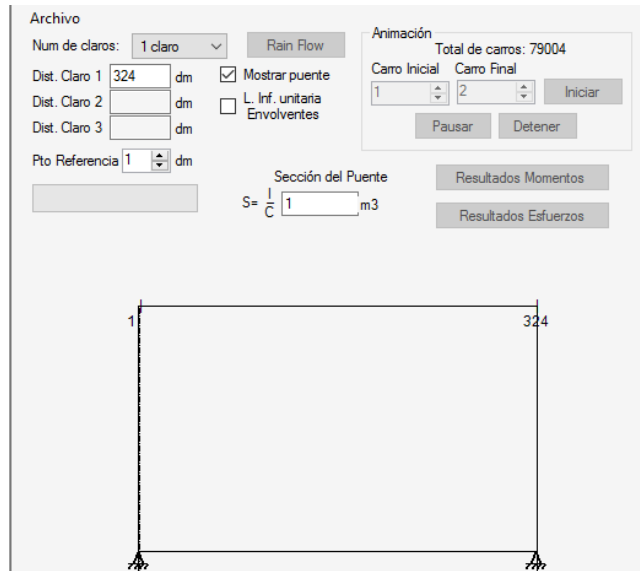 Archivo
Num de claros: 1 claro Rain Flow
Dist. Claro 1 324 dm
Dist. Claro 2 dm
Dist. Claro 3 dm
Pto Referencia 1 dm
Mostrar puente
L. Inf. unitaria
Envolventes
Animación
Total de carros: 79004
Carro Inicial Carro Final
1 2 Iniciar
Pausar Detener
Sección del Puente
S= I/C 1 m3
Resultados Momentos
Resultados Esfuerzos
1 324